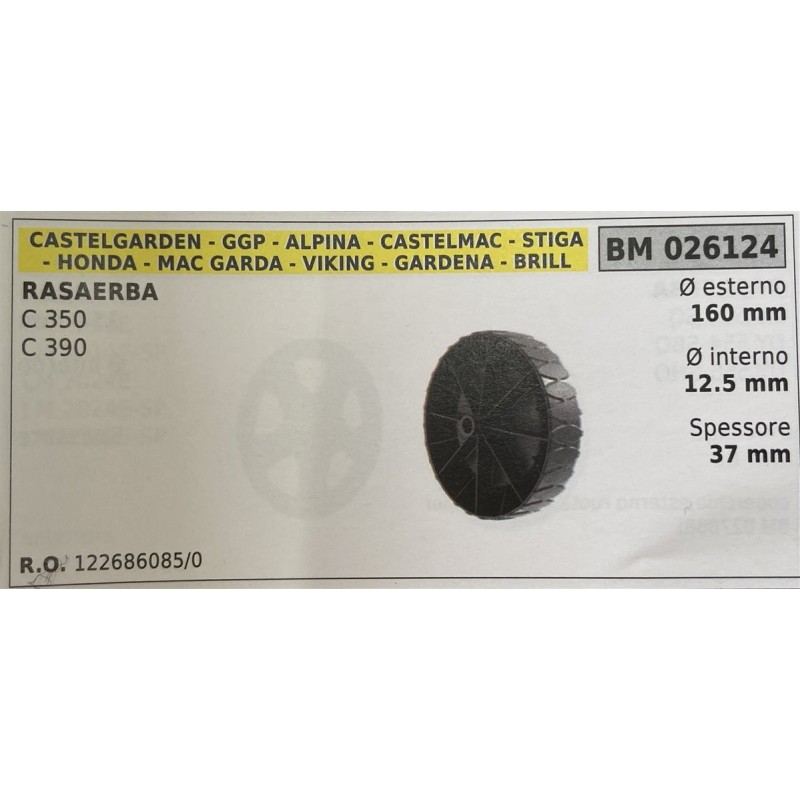 CASTELGARDEN - GGP - ALPINA - CASTELMAC - STIGA
- HONDA - MAC GARDA - VIKING - GARDENA - BRILL
BM 026124
RASAERBA
C 350
C 390
Ø esterno
160 mm
Ø interno
12.5 mm
Spessore
37 mm
R.O. 122686085/0